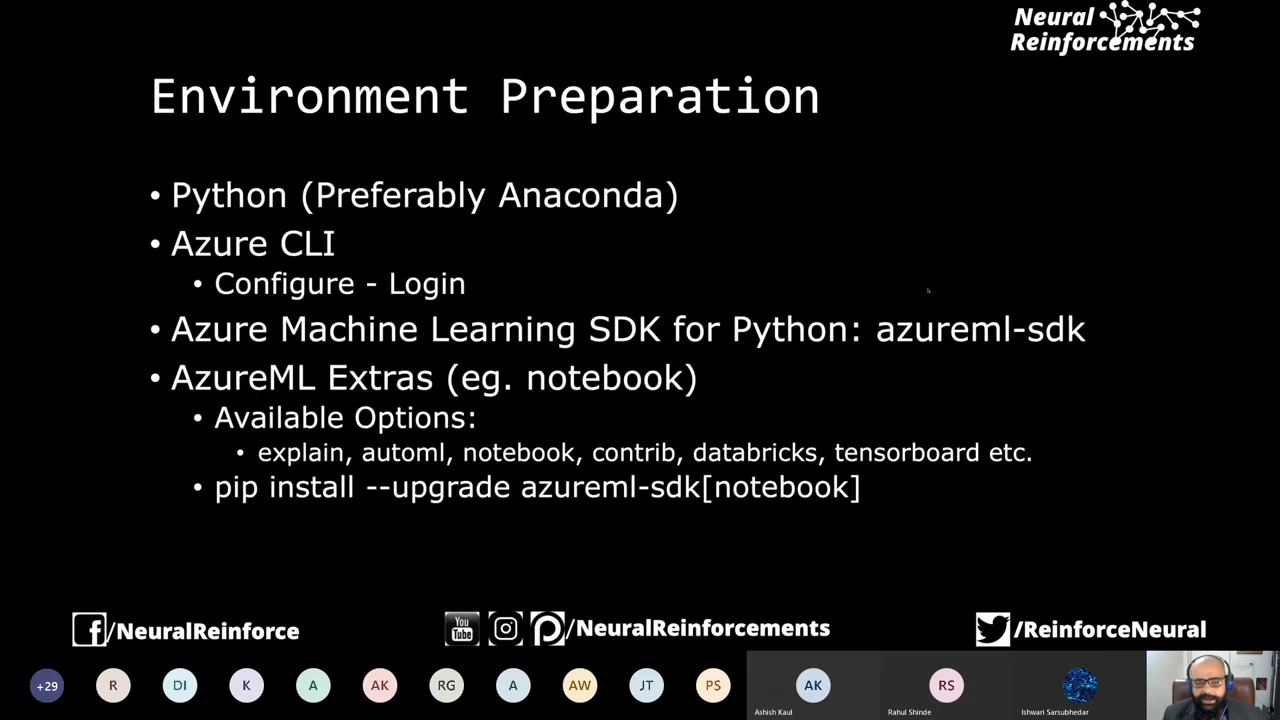 Neural
Reinforcements
Environment Preparation
• Python (Preferably Anaconda)
• Azure CLI
• Configure - Login
• Azure Machine Learning SDK for Python: azureml-sdk
• AzureML Extras (eg. notebook)
• Available Options:
• explain, automl, notebook, contrib, databricks, tensorboard etc.
• pip install --upgrade azureml-sdk[notebook]
f/NeuralReinforce
You Tube /NeuralReinforcements
/ReinforceNeural
+29 R DI K A AK RG A AW JT PS AK RS
Ashish Kaul Rahul Shinde Ishwari Sarsubhedar